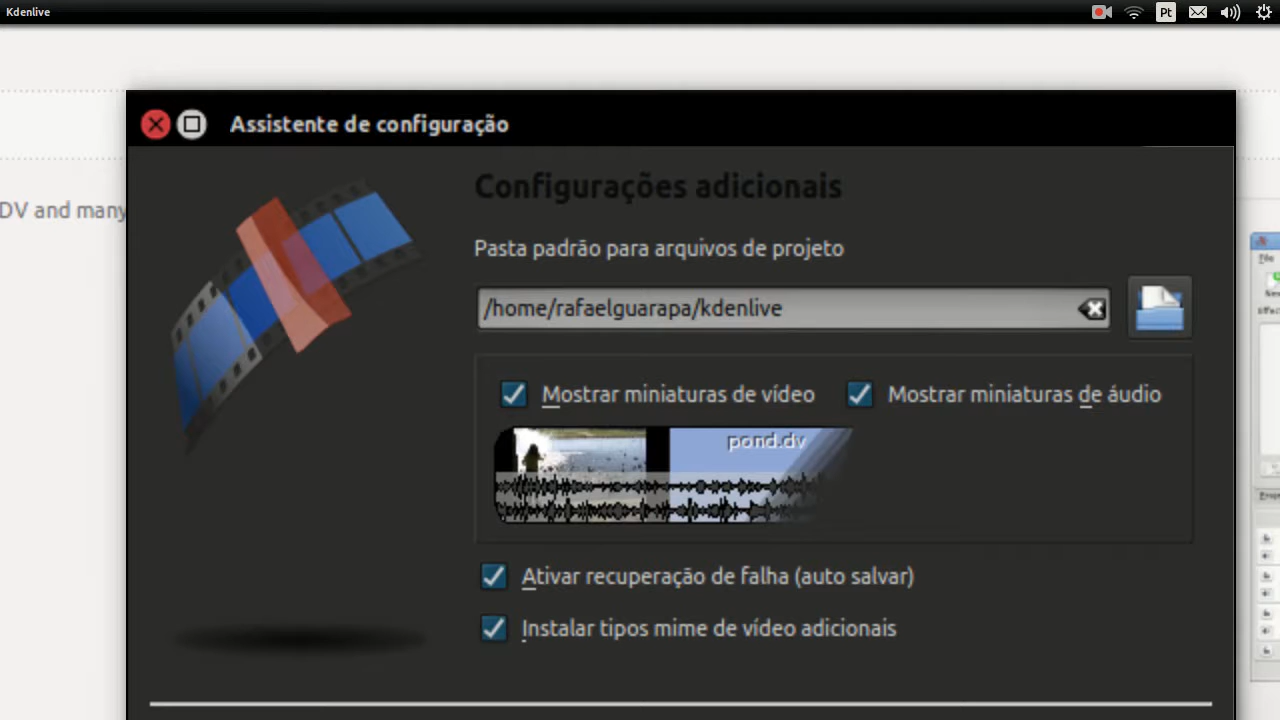 Kdenlive
Pt
Assistente de configuração
Configurações adicionais
DV and many
Pasta padrão para arquivos de projeto
/home/rafaelguarapa/kdenlive
File
Mostrar miniaturas de vídeo
Mostrar miniaturas de áudio
pond.dv
Ativar recuperação de falha (auto salvar)
Instalar tipos mime de vídeo adicionais